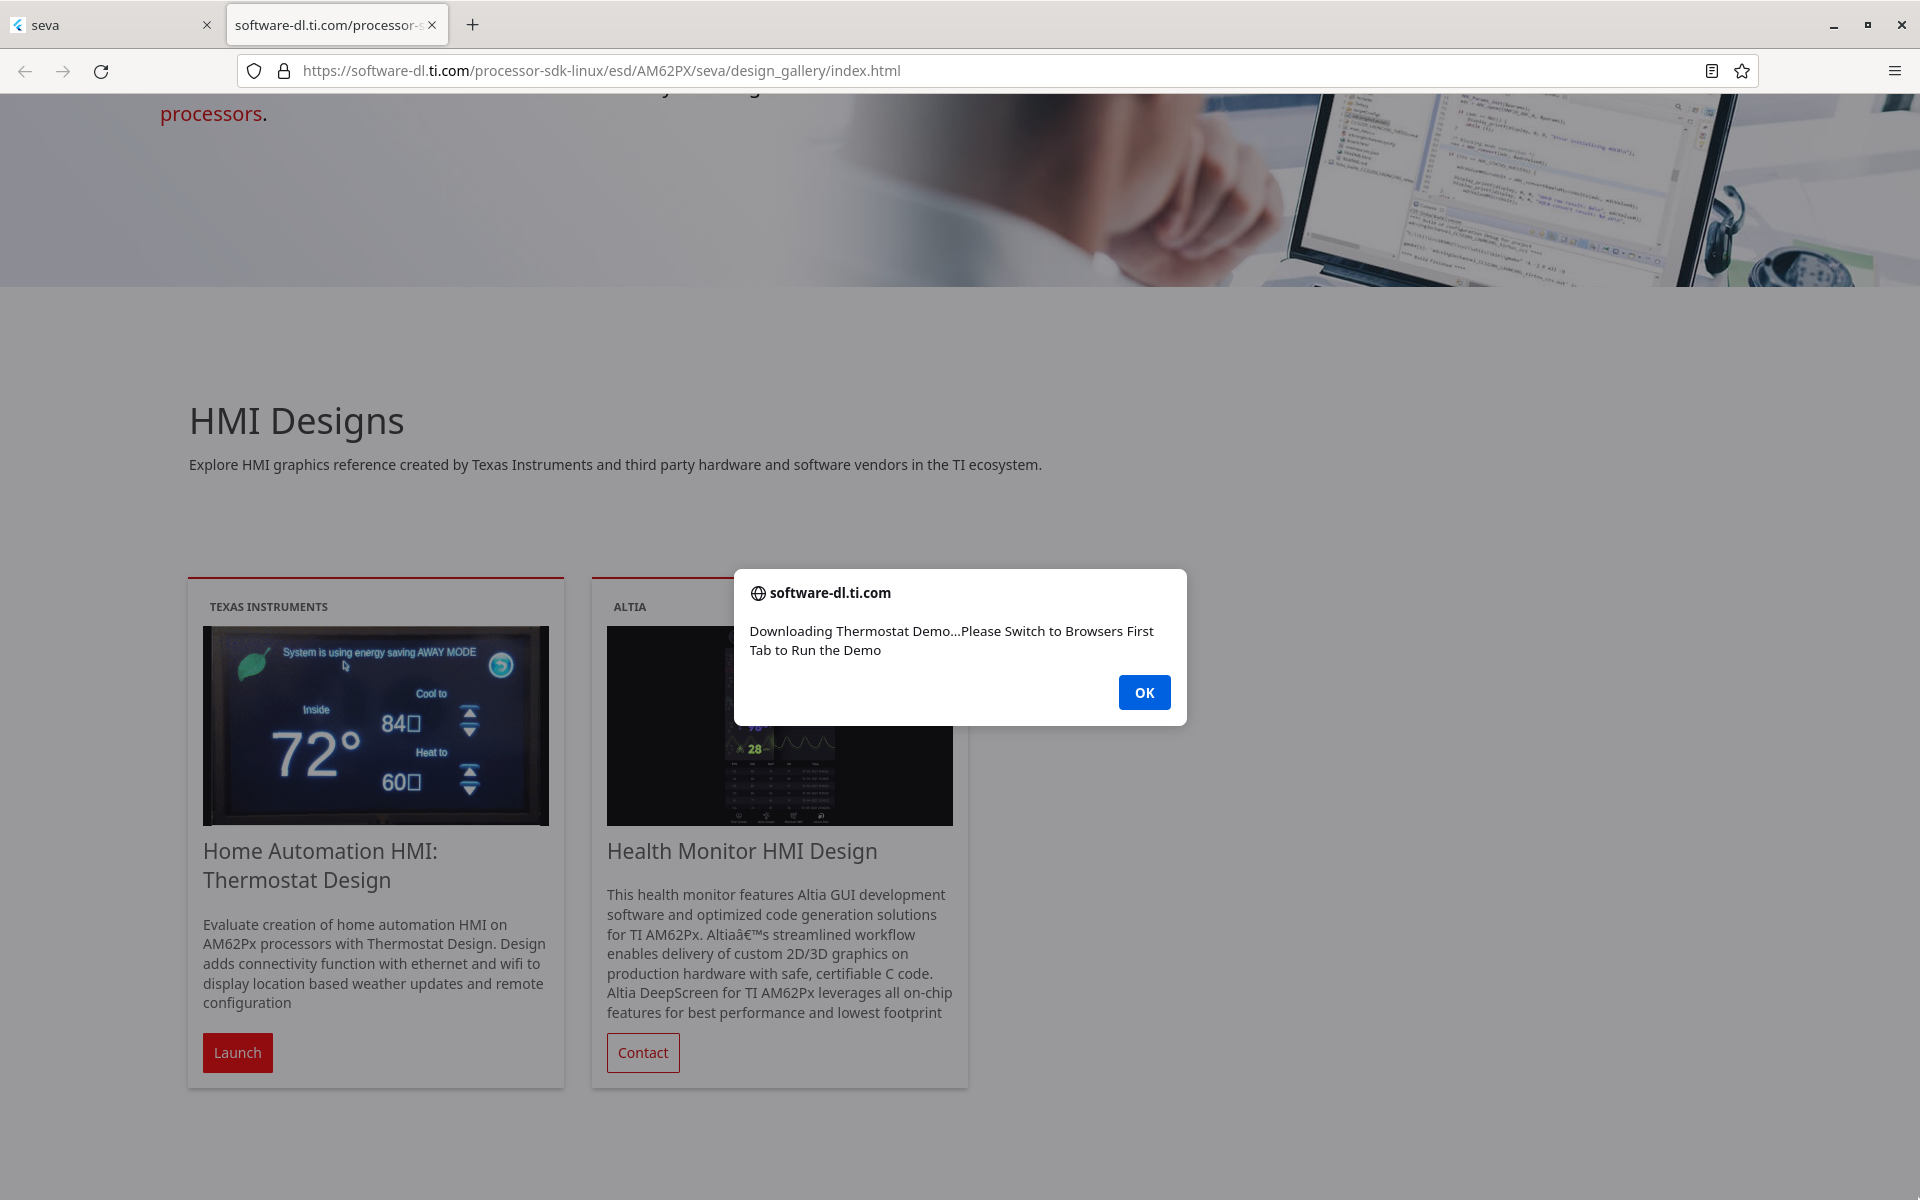 seva
software-dl.ti.com/processor-s
https://software-dl.ti.com/processor-sdk-linux/esd/AM62PX/seva/design_gallery/index.html
processors.
HMI Designs
Explore HMI graphics reference created by Texas Instruments and third party hardware and software vendors in the TI ecosystem.
software-dl.ti.com
Downloading Thermostat Demo...Please Switch to Browsers First
Tab to Run the Demo
OK
TEXAS INSTRUMENTS
System is using energy saving AWAY MODE
Cool to
Inside
84
72°
Heat to
60
Home Automation HMI:
Thermostat Design
Evaluate creation of home automation HMI on
AM62Px processors with Thermostat Design. Design
adds connectivity function with ethernet and wifi to
display location based weather updates and remote
configuration
Launch
ALTIA
28
Health Monitor HMI Design
This health monitor features Altia GUI development
software and optimized code generation solutions
for TI AM62Px. Altiaâ€™s streamlined workflow
enables delivery of custom 2D/3D graphics on
production hardware with safe, certifiable C code.
Altia DeepScreen for TI AM62Px leverages all on-chip
features for best performance and lowest footprint
Contact